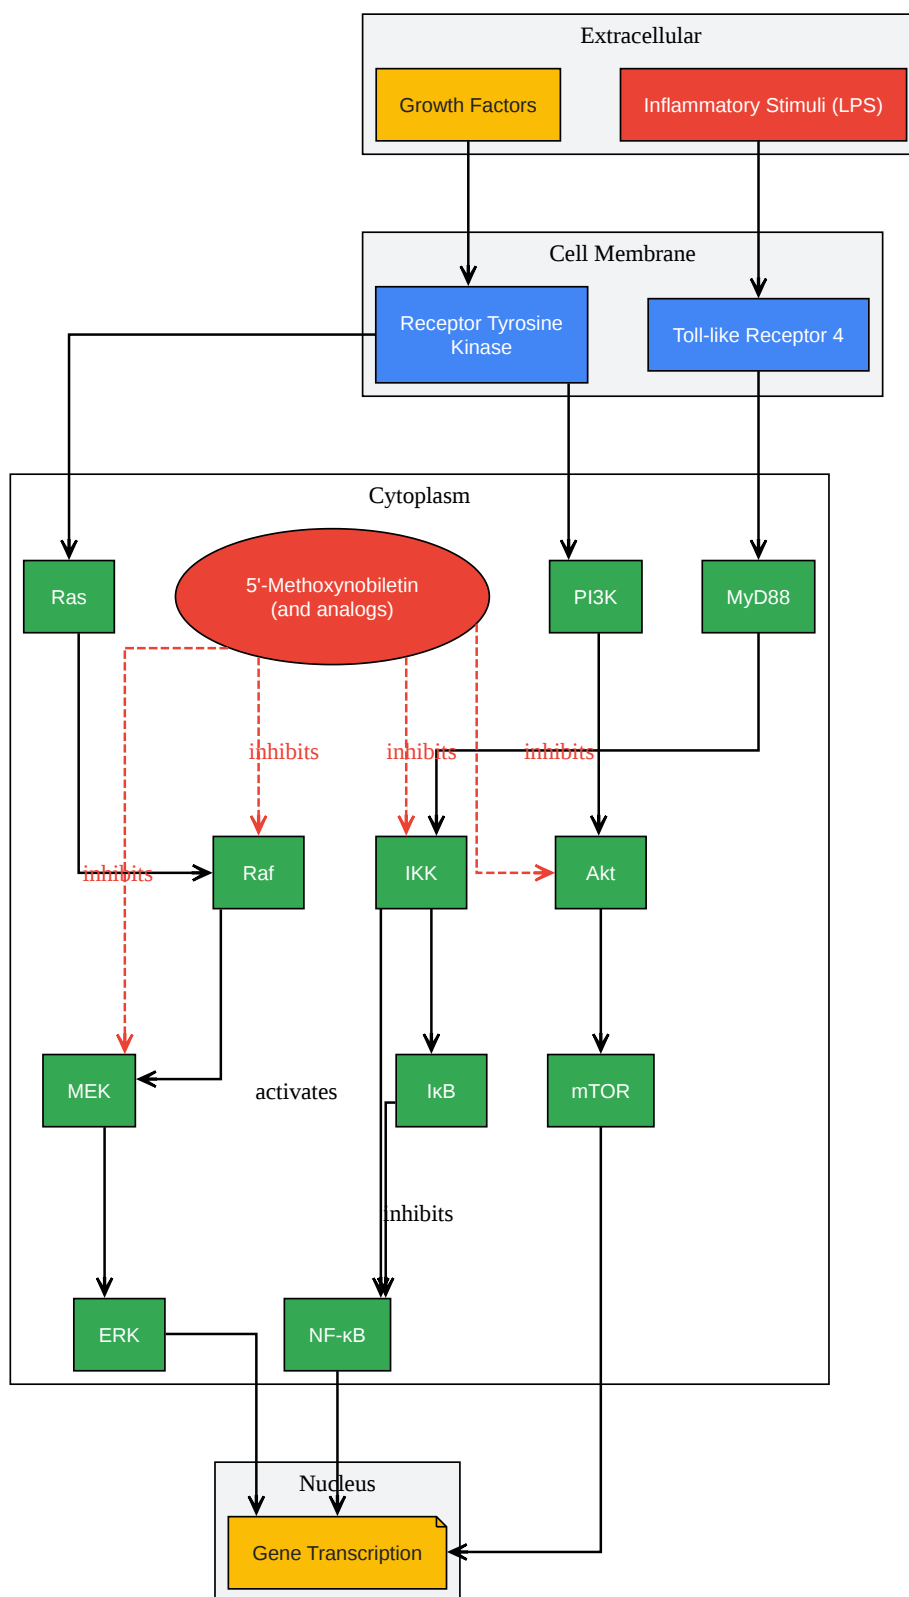 Extracellular
Growth Factors
Inflammatory Stimuli (LPS)
Cell Membrane
Receptor Tyrosine
Kinase
Toll-like Receptor 4
Cytoplasm
Ras
5'-Methoxynobiletin
(and analogs)
PI3K
MyD88
inhibits
inhibits
inhibits
inhibits
Raf
IKK
Akt
MEK
activates
IκB
mTOR
inhibits
ERK
NF-κB
Nucleus
Gene Transcription